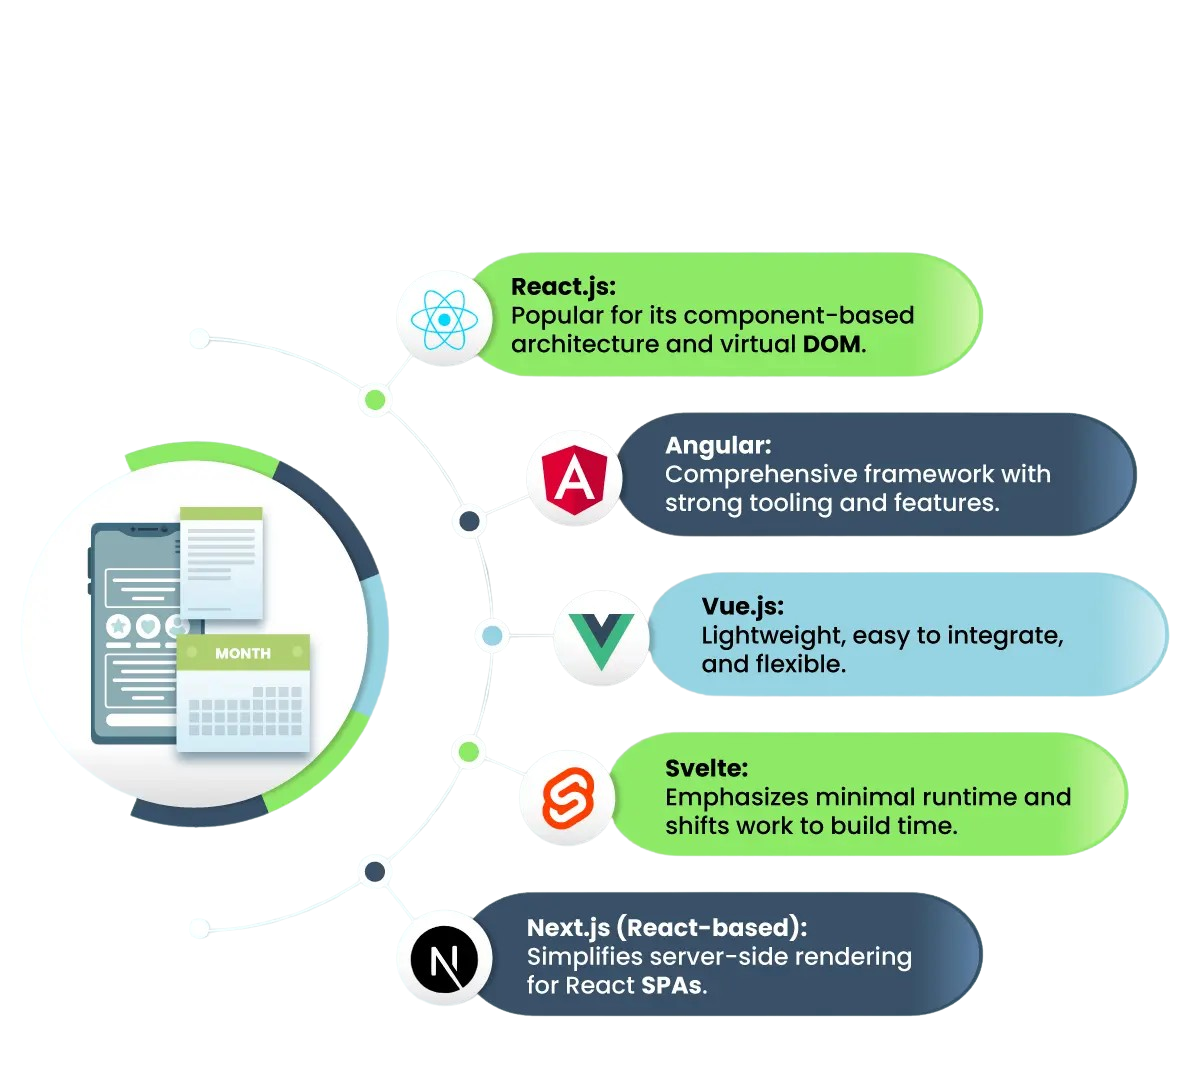 React.js:
Popular for its component-based
architecture and virtual DOM.
Angular:
Comprehensive framework with
strong tooling and features.
MONTH
Vue.js:
Lightweight, easy to integrate,
and flexible.
Svelte:
Emphasizes minimal runtime and
shifts work to build time.
Next.js (React-based):
Simplifies server-side rendering
for React SPAs.